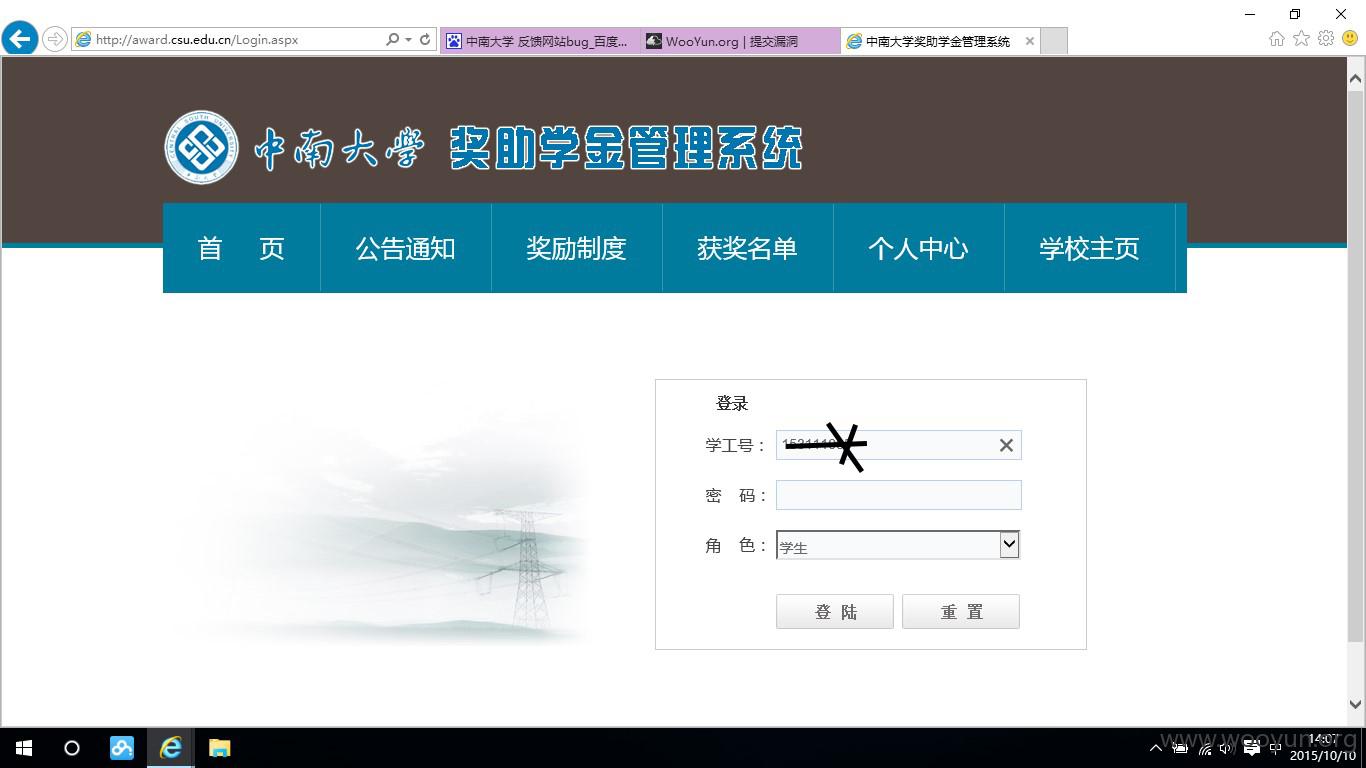 http://award.csu.edu.cn/Login.aspx
中南大学 反馈网站bug_百度...
WooYun.org | 提交漏洞
中南大学奖助学金管理系统
CENTRAL SOUTH UNIVERSITY
中南大学 奖助学金管理系统
首 页
公告通知
奖励制度
获奖名单
个人中心
学校主页
登录
学工号：
密 码：
角 色：
学生
登 陆
重 置
www.wooyun.org
中
14:07
2015/10/10